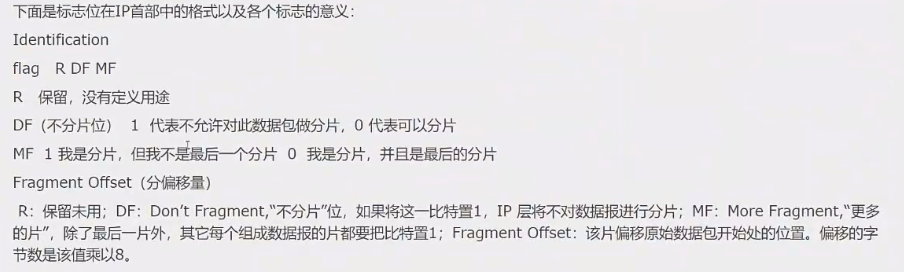 下面是标志位在IP首部中的格式以及各个标志的意义：
Identification
flag R DF MF
R 保留，没有定义用途
DF（不分片位） 1 代表不允许对此数据包做分片，0 代表可以分片
MF 1 我是分片，但我不是最后一个分片 0 我是分片，并且是最后的分片
Fragment Offset（分偏移量）
R：保留未用；DF：Don't Fragment,“不分片”位，如果将这一比特置1，IP 层将不对数据报进行分片；MF：More Fragment,“更多
的片”，除了最后一片外，其它每个组成数据报的片都要把比特置1；Fragment Offset：该片偏移原始数据包开始处的位置。偏移的字
节数是该值乘以8。